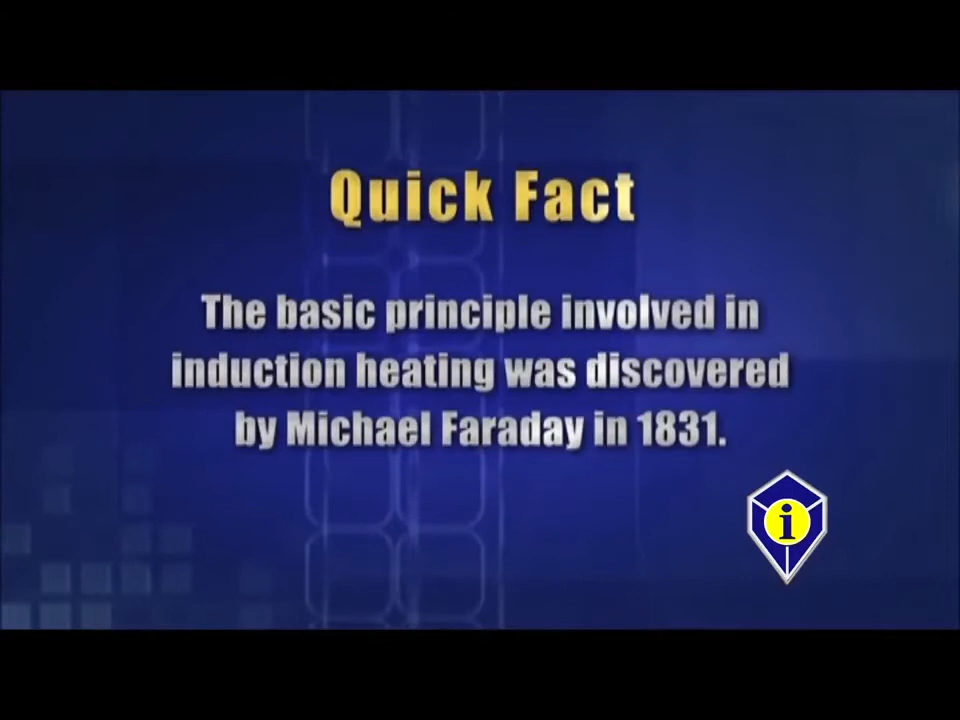 Quick Fact
The basic principle involved in
induction heating was discovered
by Michael Faraday in 1831.
i